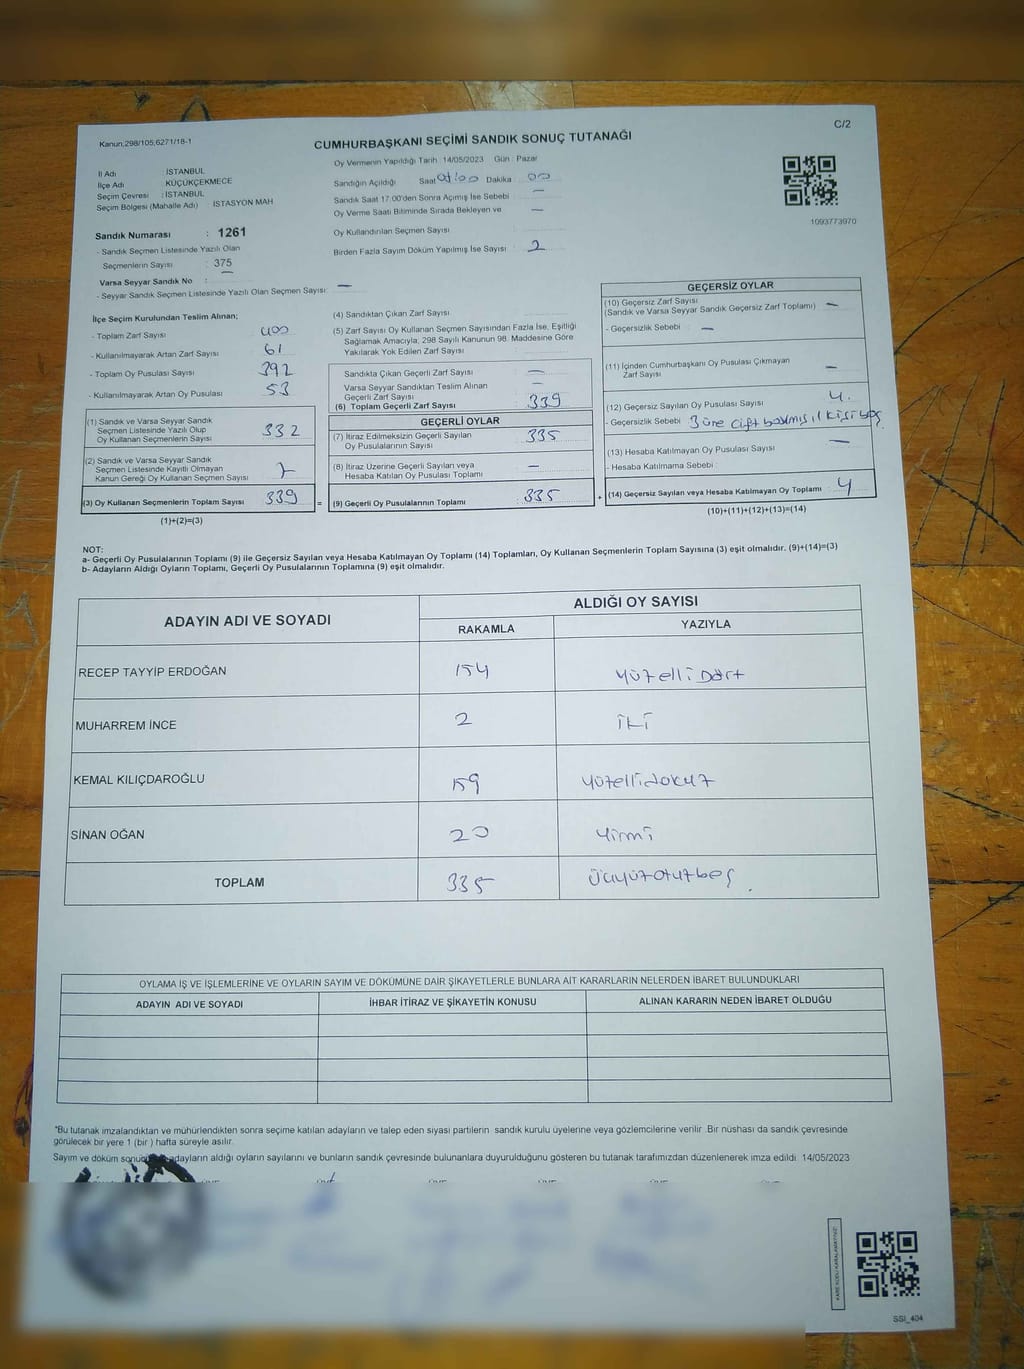 C/2
Kanun,298/105,6271/18-1
CUMHURBAŞKANI SEÇİMİ SANDIK SONUÇ TUTANAĞI
İl Adı : İSTANBUL
İlçe Adı : KÜÇÜKÇEKMECE
Seçim Çevresi : İSTANBUL
Seçim Bölgesi (Mahalle Adı) İSTASYON MAH
Oy Vermenin Yapıldığı Tarih 14/05/2023 Gün : Pazar
Sandığın Açıldığı Saat Dakika : 00
Sandık Saat 17:00'den Sonra Açımış İse Sebebi : —
Oy Verme Saati Bitiminde Sırada Bekleyen ve —
Oy Kullandırılan Seçmen Sayısı :
Birden Fazla Sayım Döküm Yapılmış İse Sayısı : 2
1093773970
Sandık Numarası : 1261
- Sandık Seçmen Listesinde Yazılı Olan
Seçmenlerin Sayısı : 375
Varsa Seyyar Sandık No : —
- Seyyar Sandık Seçmen Listesinde Yazılı Olan Seçmen Sayısı: —
İlçe Seçim Kurulundan Teslim Alınan;
- Toplam Zarf Sayısı : 400
- Kullanılmayarak Artan Zarf Sayısı : 61
- Toplam Oy Pusulası Sayısı : 392
- Kullanılmayarak Artan Oy Pusulası : 53
(1) Sandık ve Varsa Seyyar Sandık
Seçmen Listesinde Yazılı Olup
Oy Kullanan Seçmenlerin Sayısı 332
(2) Sandık ve Varsa Seyyar Sandık
Seçmen Listesinde Kayıtlı Olmayan
Kanun Gereği Oy Kullanan Seçmen Sayısı 7
(3) Oy Kullanan Seçmenlerin Toplam Sayısı 339 =
(1)+(2)=(3)
(4) Sandıktan Çıkan Zarf Sayısı
(5) Zarf Sayısı Oy Kullanan Seçmen Sayısından Fazla İse, Eşitliği
Sağlamak Amacıyla, 298 Sayılı Kanunun 98. Maddesine Göre
Yakılarak Yok Edilen Zarf Sayısı
Sandıkta Çıkan Geçerli Zarf Sayısı : —
Varsa Seyyar Sandıktan Teslim Alınan —
Geçerli Zarf Sayısı
(6) Toplam Geçerli Zarf Sayısı : 339
GEÇERLİ OYLAR
(7) İtiraz Edilmeksizin Geçerli Sayılan : 335
Oy Pusulasının Sayısı
(8) İtiraz Üzerine Geçerli Sayılan veya : —
Hesaba Katılan Oy Pusulası Toplamı
(9) Geçerli Oy Pusulalarının Toplamı : 335 +
GEÇERSİZ OYLAR
(10) Geçersiz Zarf Sayısı —
(Sandık ve Varsa Seyyar Sandık Geçersiz Zarf Toplamı)
- Geçersizlik Sebebi : —
(11) İçinden Cumhurbaşkanı Oy Pusulası Çıkmayan —
Zarf Sayısı
(12) Geçersiz Sayılan Oy Pusulası Sayısı : 4.
- Geçersizlik Sebebi : 3 çift basılmış 1 kişi boş
(13) Hesaba Katılmayan Oy Pusulası Sayısı : —
- Hesaba Katılmama Sebebi :
(14) Geçersiz Sayılan veya Hesaba Katılmayan Oy Toplamı : 4
(10)+(11)+(12)+(13)=(14)
NOT:
a- Geçerli Oy Pusulalarının Toplamı (9) ile Geçersiz Sayılan veya Hesaba Katılmayan Oy Toplamı (14) Toplamları, Oy Kullanan Seçmenlerin Toplam Sayısına (3) eşit olmalıdır. (9)+(14)=(3)
b- Adayların Aldığı Oyların Toplamı, Geçerli Oy Pusulalarının Toplamına (9) eşit olmalıdır.
ADAYIN ADI VE SOYADI
ALDIĞI OY SAYISI
RAKAMLA YAZIYLA
RECEP TAYYİP ERDOĞAN 154 Yüzelli Dört
MUHARREM İNCE 2 İki
KEMAL KILIÇDAROĞLU 159 Yüzellidokuz
SİNAN OĞAN 20 Yirmi
TOPLAM 335 Üçyüzotuzbeş.
OYLAMA İŞ VE İŞLEMLERİNE VE OYLARIN SAYIM VE DÖKÜMÜNE DAİR ŞİKAYETLERLE BUNLARA AİT KARARLARIN NELERDEN İBARET BULUNDUKLARI
ADAYIN ADI VE SOYADI İHBAR İTİRAZ VE ŞİKAYETİN KONUSU ALINAN KARARIN NEDEN İBARET OLDUĞU
*Bu tutanak imzalandıktan ve mühürlendikten sonra seçime katılan adayların ve talep eden siyasi partilerin sandık kurulu üyelerine veya gözlemcilerine verilir .Bir nüshası da sandık çevresinde
görülecek bir yere 1 (bir ) hafta süreyle asılır.
Sayım ve döküm adayların aldığı oyların sayılarını ve bunların sandık çevresinde bulunanlara duyurulduğunu gösteren bu tutanak tarafımızdan düzenlenerek imza edildi. 14/05/2023
KARE KODU KARALAMAYINIZ!
SSI_404